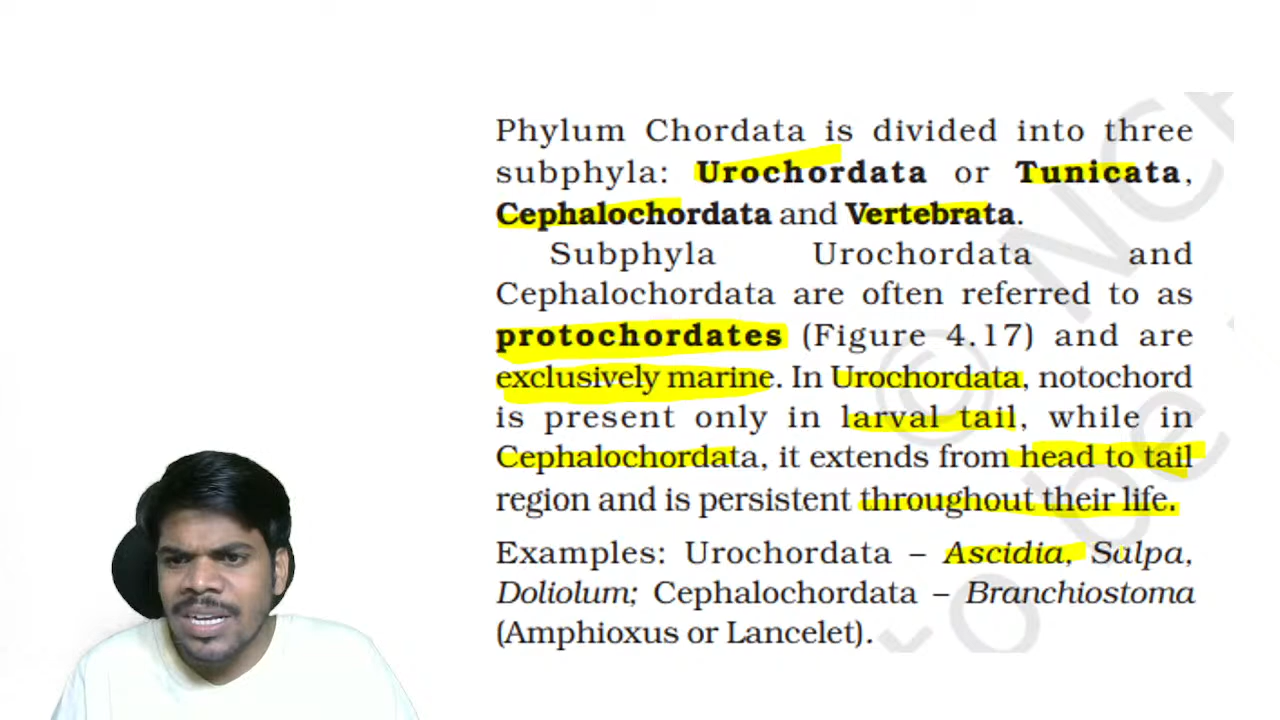 Phylum Chordata is divided into three
subphyla: Urochordata or Tunicata,
Cephalochordata and Vertebrata.
Subphyla Urochordata and
Cephalochordata are often referred to as
protochordates (Figure 4.17) and are
exclusively marine. In Urochordata, notochord
is present only in larval tail, while in
Cephalochordata, it extends from head to tail
region and is persistent throughout their life.
Examples: Urochordata – Ascidia, Salpa,
Doliolum; Cephalochordata – Branchiostoma
(Amphioxus or Lancelet).
© NCE
to be